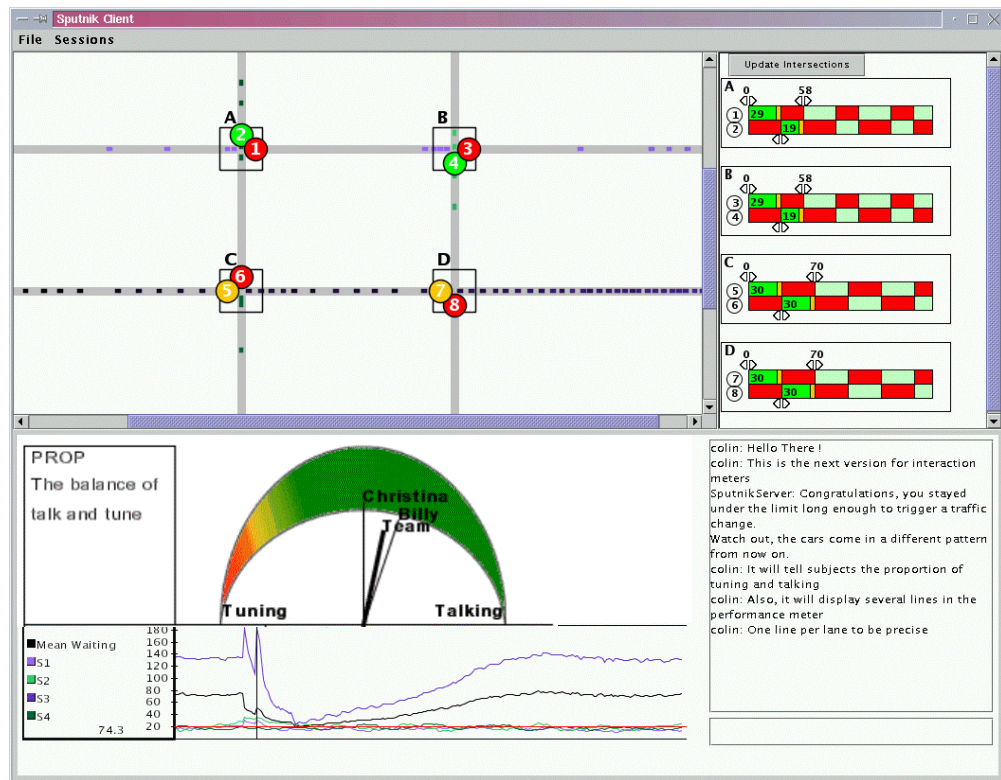 Sputnik Client
File Sessions
Update Intersections
A
0 58
1 29
2 19
B
0 58
3 29
4 19
C
0 70
5 30
6 30
D
0 70
7 30
8 30
A
2
1
B
3
4
C
6
5
D
7
8
PROP
The balance of
talk and tune
Christina
Billy
Team
Tuning Talking
Mean Waiting
S1
S2
S3
S4
74.3
180
160
140
120
100
80
60
40
20
colin: Hello There !
colin: This is the next version for interaction
meters
SputnikServer: Congratulations, you stayed
under the limit long enough to trigger a traffic
change.
Watch out, the cars come in a different pattern
from now on.
colin: It will tell subjects the proportion of
tuning and talking
colin: Also, it will display several lines in the
performance meter
colin: One line per lane to be precise